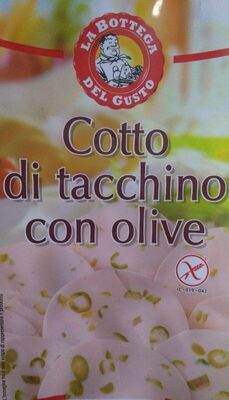 LA BOTTEGA
DEL GUSTO
Cotto
di tacchino
con olive